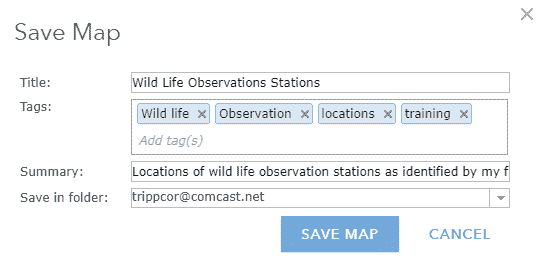 Save Map
Title: Wild Life Observations Stations
Tags: Wild life × Observation × locations × training ×
Add tag(s)
Summary: Locations of wild life observation stations as identified by my f
Save in folder: trippcor@comcast.net
SAVE MAP CANCEL